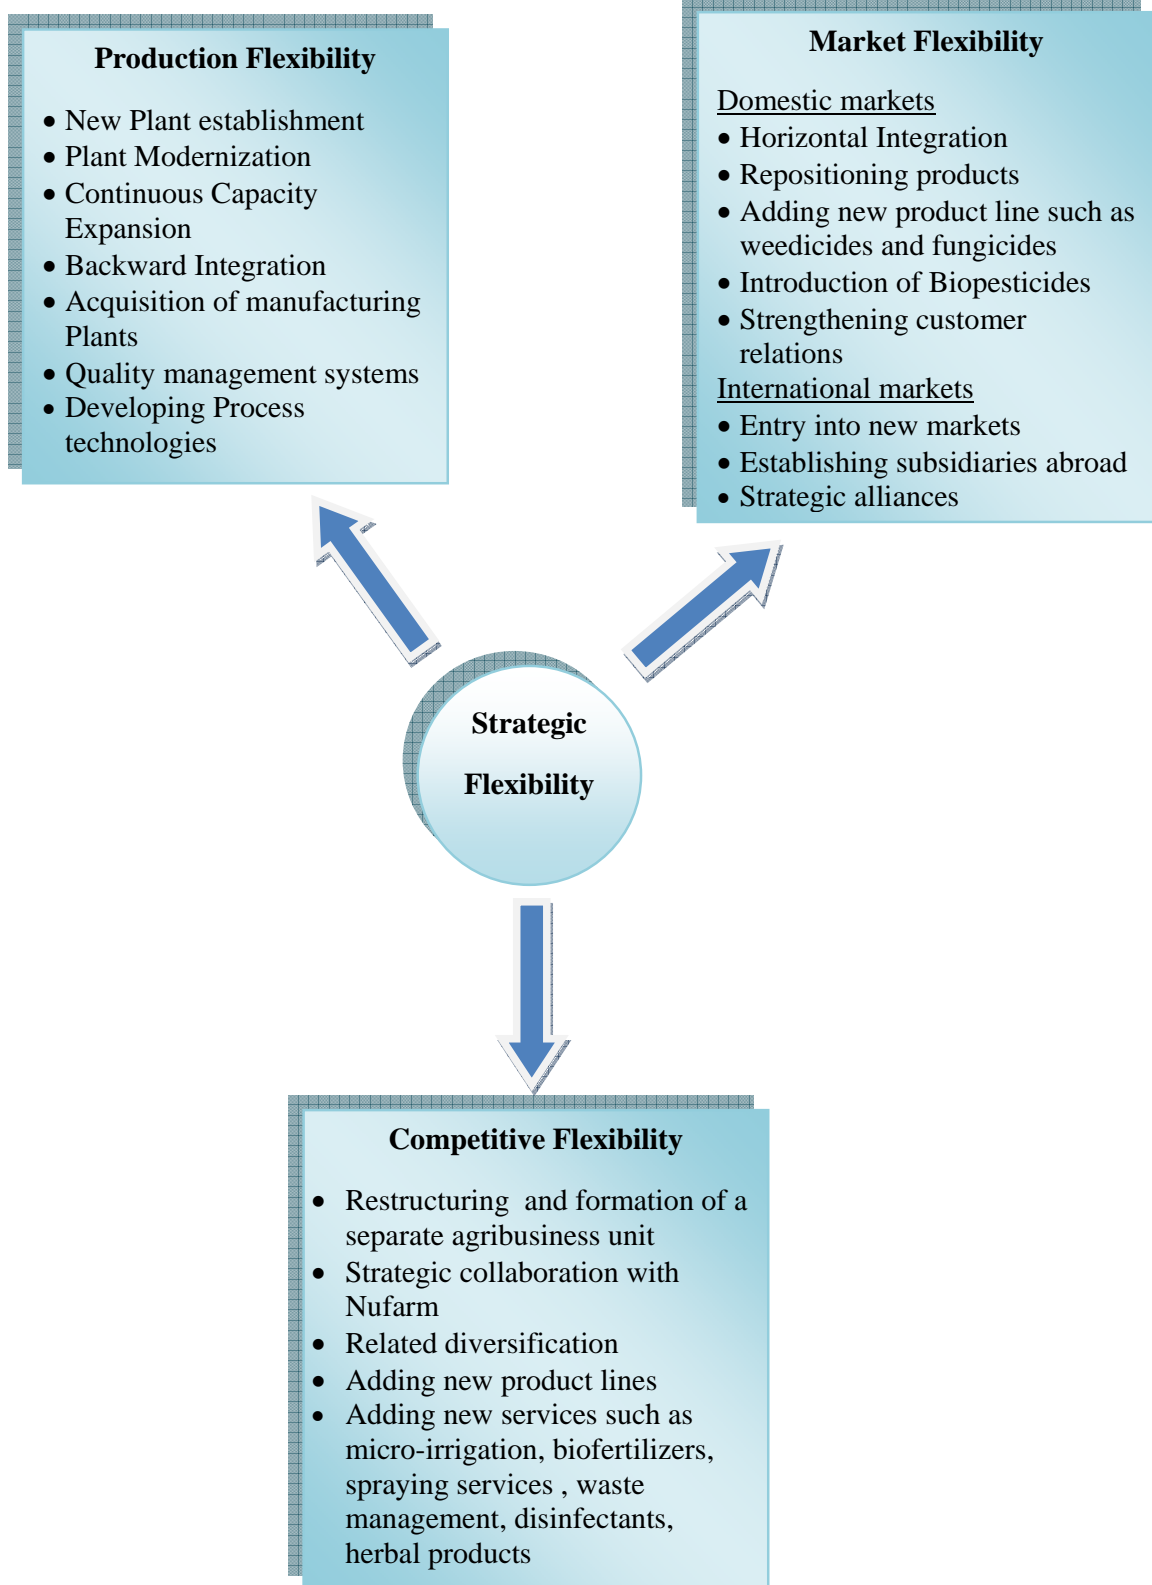 Production Flexibility
• New Plant establishment
• Plant Modernization
• Continuous Capacity
Expansion
• Backward Integration
• Acquisition of manufacturing
Plants
• Quality management systems
• Developing Process
technologies
Market Flexibility
Domestic markets
• Horizontal Integration
• Repositioning products
• Adding new product line such as
weedicides and fungicides
• Introduction of Biopesticides
• Strengthening customer
relations
International markets
• Entry into new markets
• Establishing subsidiaries abroad
• Strategic alliances
Strategic
Flexibility
Competitive Flexibility
• Restructuring  and formation of a
separate agribusiness unit
• Strategic collaboration with
Nufarm
• Related diversification
• Adding new product lines
• Adding new services such as
micro-irrigation, biofertilizers,
spraying services , waste
management, disinfectants,
herbal products